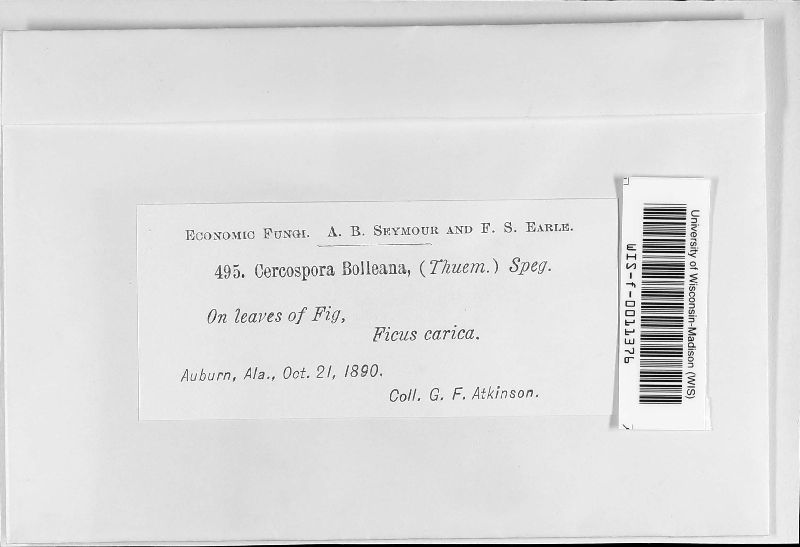 Economic Fungi. A. B. Seymour and F. S. Earle.
495. Cercospora Bolleana, (Thuem.) Speg.
On leaves of Fig,
Ficus carica.
Auburn, Ala., Oct. 21, 1890.
Coll. G. F. Atkinson.
University of Wisconsin-Madison (WIS)
WIS-f-0011376